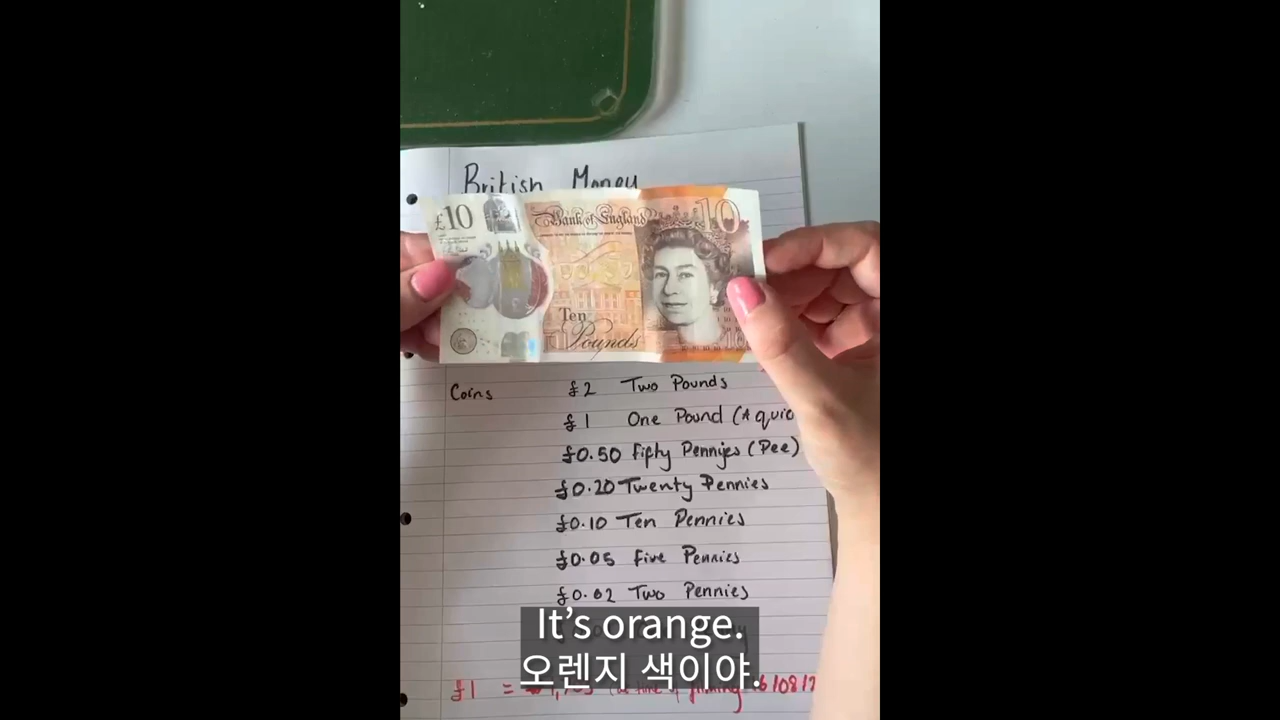 British Money
£10
Bank of England
10
Ten
Pounds
Coins £2 Two Pounds
£1 One Pound (A
£0.50 Fifty Pennies (Pee)
£0.20 Twenty Pennies
£0.10 Ten Pennies
£0.05 Five Pennies
£0.02 Two Pennies
It's orange.
오렌지 색이야.
£1 =